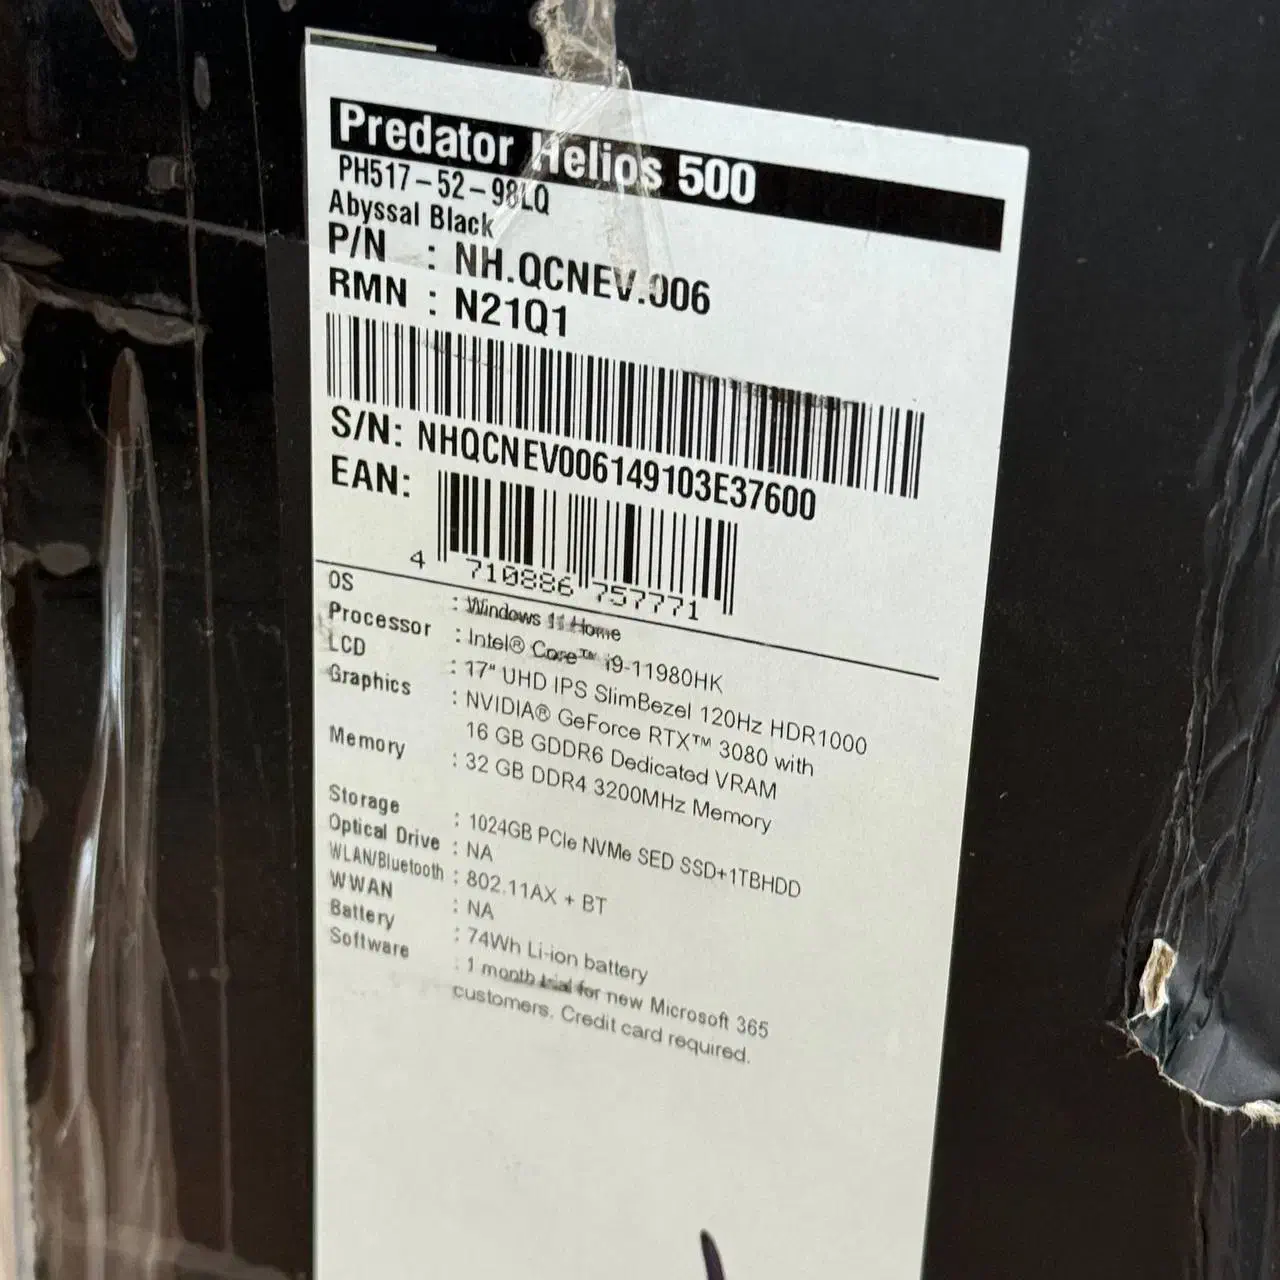 Predator Helios 500
PH517-52-98LQ
Abyssal Black
P/N : NH.QCNEV.006
RMN : N21Q1
S/N: NHQCNEV006149103E37600
EAN:
4 710886 757771
OS : Windows 11 Home
Processor : Intel® Core™ i9-11980HK
LCD : 17" UHD IPS SlimBezel 120Hz HDR1000
Graphics : NVIDIA® GeForce RTX™ 3080 with
16 GB GDDR6 Dedicated VRAM
Memory : 32 GB DDR4 3200MHz Memory
Storage : 1024GB PCIe NVMe SED SSD+1TBHDD
Optical Drive : NA
WLAN/Bluetooth : 802.11AX + BT
WWAN : NA
Battery : 74Wh Li-ion battery
Software : 1 month trial for new Microsoft 365
customers. Credit card required.